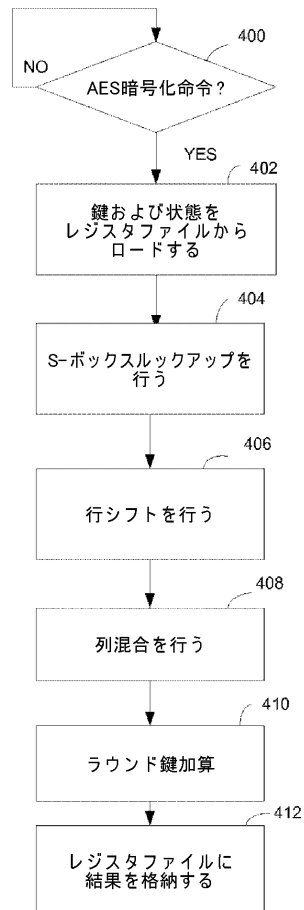 400
NO
AES暗号化命令?
YES
402
鍵および状態を
レジスタファイルから
ロードする
404
S-ボックスルックアップを
行う
406
行シフトを行う
408
列混合を行う
410
ラウンド鍵加算
412
レジスタファイルに
結果を格納する